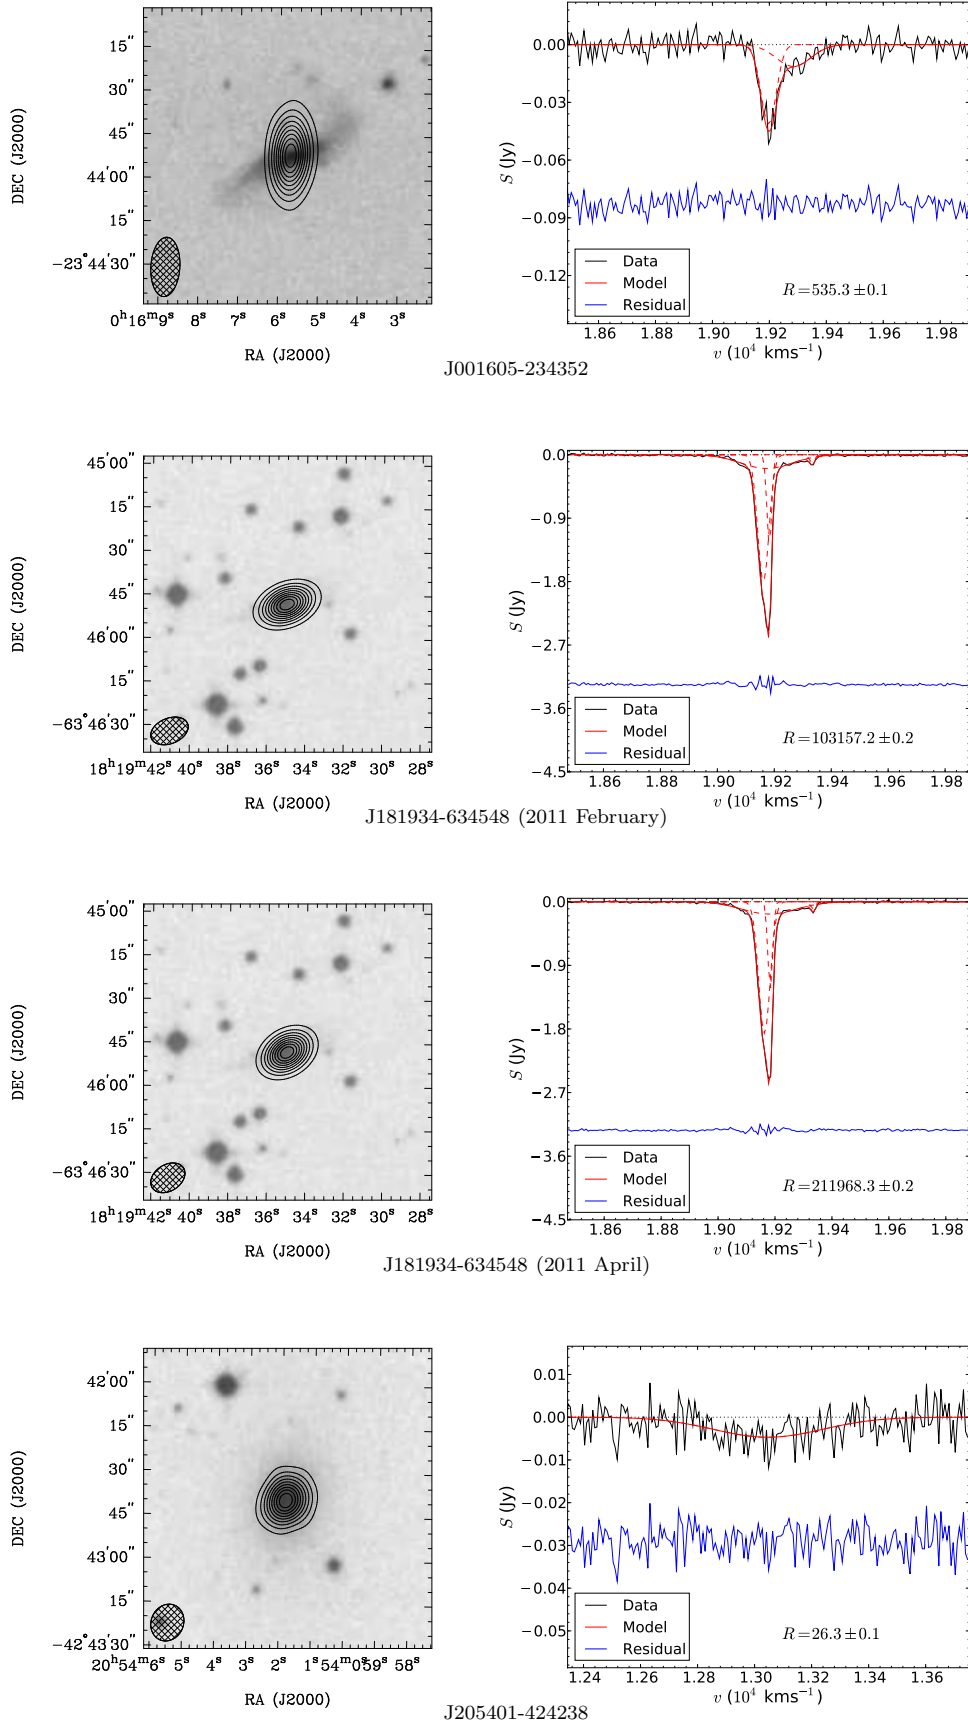 DEC (J2000)
15″
30″
45″
44′00″
15″
−23°44′30″
0ʰ16ᵐ9ˢ 8ˢ 7ˢ 6ˢ 5ˢ 4ˢ 3ˢ
RA (J2000)
S (Jy)
0.00
−0.03
−0.06
−0.09
−0.12
Data
Model
Residual
R=535.3±0.1
1.86 1.88 1.90 1.92 1.94 1.96 1.98
v (10⁴ kms⁻¹)
J001605-234352
DEC (J2000)
45′00″
15″
30″
45″
46′00″
15″
−63°46′30″
18ʰ19ᵐ42ˢ 40ˢ 38ˢ 36ˢ 34ˢ 32ˢ 30ˢ 28ˢ
RA (J2000)
S (Jy)
0.0
−0.9
−1.8
−2.7
−3.6
−4.5
Data
Model
Residual
R=103157.2±0.2
1.86 1.88 1.90 1.92 1.94 1.96 1.98
v (10⁴ kms⁻¹)
J181934-634548 (2011 February)
DEC (J2000)
45′00″
15″
30″
45″
46′00″
15″
−63°46′30″
18ʰ19ᵐ42ˢ 40ˢ 38ˢ 36ˢ 34ˢ 32ˢ 30ˢ 28ˢ
RA (J2000)
S (Jy)
0.0
−0.9
−1.8
−2.7
−3.6
−4.5
Data
Model
Residual
R=211968.3±0.2
1.86 1.88 1.90 1.92 1.94 1.96 1.98
v (10⁴ kms⁻¹)
J181934-634548 (2011 April)
DEC (J2000)
42′00″
15″
30″
45″
43′00″
15″
−42°43′30″
20ʰ54ᵐ6ˢ 5ˢ 4ˢ 3ˢ 2ˢ 1ˢ54ᵐ0ˢ59ˢ 58ˢ
RA (J2000)
S (Jy)
0.01
0.00
−0.01
−0.02
−0.03
−0.04
−0.05
Data
Model
Residual
R=26.3±0.1
1.24 1.26 1.28 1.30 1.32 1.34 1.36
v (10⁴ kms⁻¹)
J205401-424238